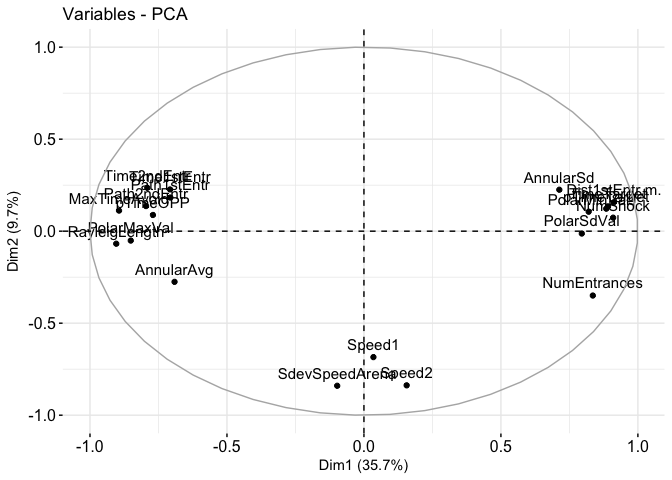 Variables - PCA
1.0
0.5
0.0
-0.5
-1.0
Dim2 (9.7%)
AnnularSd
Path1stEntr
Path2ndEntr
NumShock
PolarSdVal
PolarMaxVal
RayleigLength
AnnularAvg
NumEntrances
Speed1
SdevSpeedArena
Speed2
-1.0
-0.5
0.0
0.5
1.0
Dim1 (35.7%)